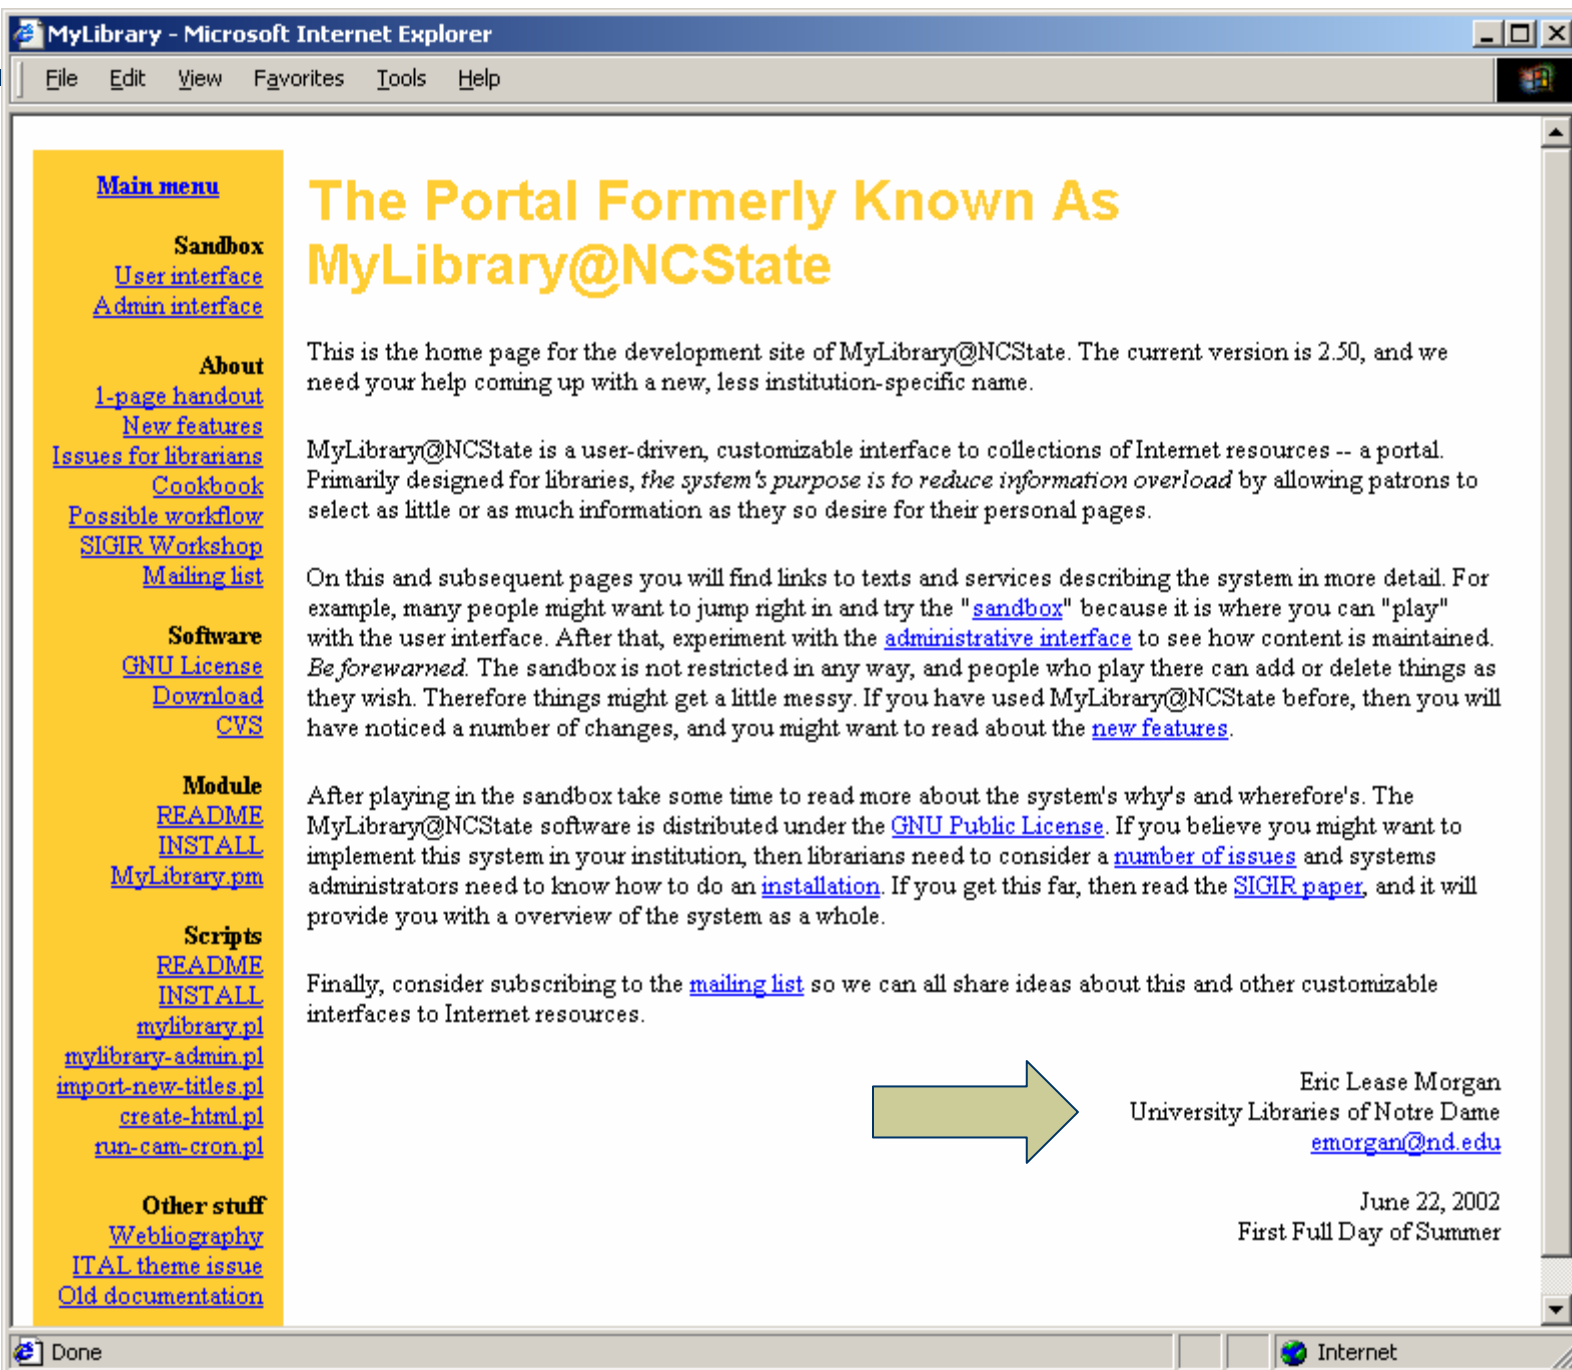 MyLibrary - Microsoft Internet Explorer
File Edit View Favorites Tools Help
Main menu
Sandbox
User interface
Admin interface
About
1-page handout
New features
Issues for librarians
Cookbook
Possible workflow
SIGIR Workshop
Mailing list
Software
GNU License
Download
CVS
Module
README
INSTALL
MyLibrary.pm
Scripts
README
INSTALL
mylibrary.pl
mylibrary-admin.pl
import-new-titles.pl
create-html.pl
run-cam-cron.pl
Other stuff
Webliography
ITAL theme issue
Old documentation
The Portal Formerly Known As
MyLibrary@NCState
This is the home page for the development site of MyLibrary@NCState. The current version is 2.50, and we
need your help coming up with a new, less institution-specific name.
MyLibrary@NCState is a user-driven, customizable interface to collections of Internet resources -- a portal.
Primarily designed for libraries, the system's purpose is to reduce information overload by allowing patrons to
select as little or as much information as they so desire for their personal pages.
On this and subsequent pages you will find links to texts and services describing the system in more detail. For
example, many people might want to jump right in and try the "sandbox" because it is where you can "play"
with the user interface. After that, experiment with the administrative interface to see how content is maintained.
Be forewarned. The sandbox is not restricted in any way, and people who play there can add or delete things as
they wish. Therefore things might get a little messy. If you have used MyLibrary@NCState before, then you will
have noticed a number of changes, and you might want to read about the new features.
After playing in the sandbox take some time to read more about the system's why's and wherefore's. The
MyLibrary@NCState software is distributed under the GNU Public License. If you believe you might want to
implement this system in your institution, then librarians need to consider a number of issues and systems
administrators need to know how to do an installation. If you get this far, then read the SIGIR paper, and it will
provide you with a overview of the system as a whole.
Finally, consider subscribing to the mailing list so we can all share ideas about this and other customizable
interfaces to Internet resources.
Eric Lease Morgan
University Libraries of Notre Dame
emorgan@nd.edu
June 22, 2002
First Full Day of Summer
Done
Internet